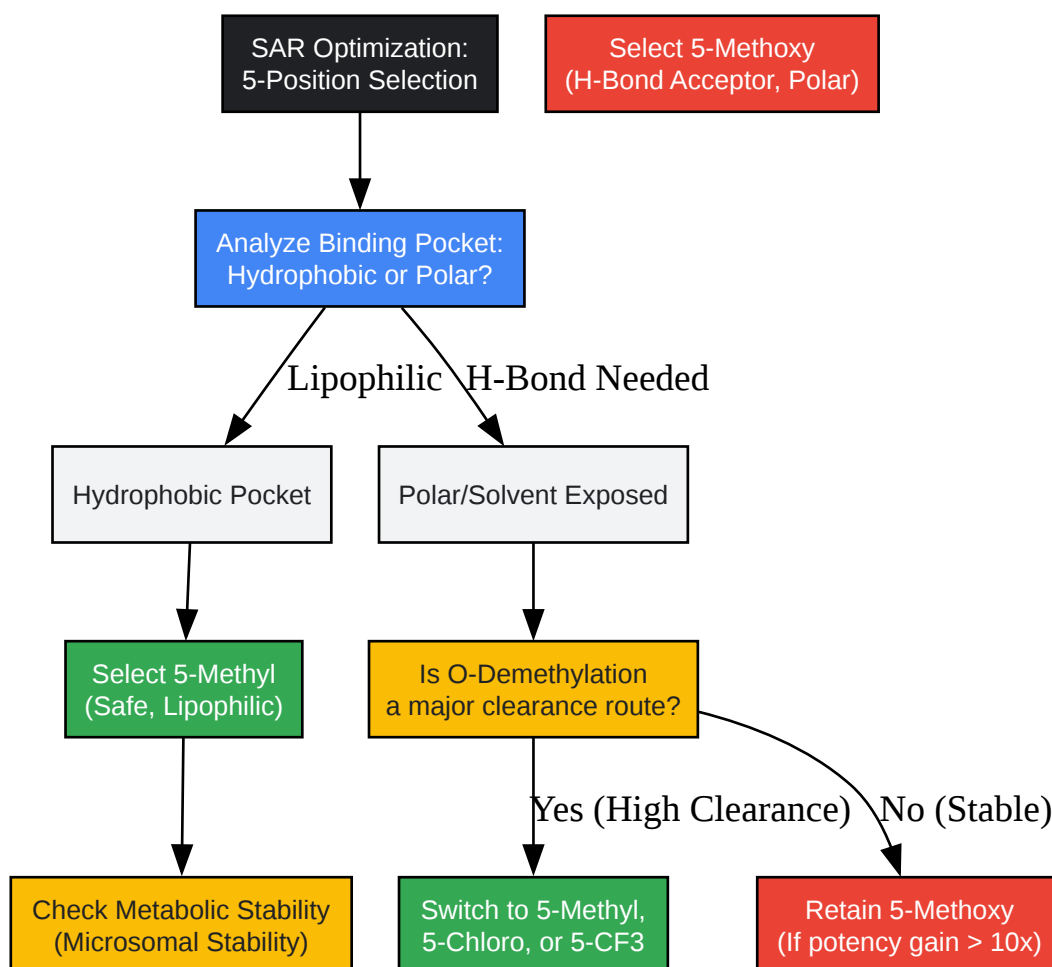 SAR Optimization:
5-Position Selection
Select 5-Methoxy
(H-Bond Acceptor, Polar)
Analyze Binding Pocket:
Hydrophobic or Polar?
Lipophilic
H-Bond Needed
Hydrophobic Pocket
Polar/Solvent Exposed
Select 5-Methyl
(Safe, Lipophilic)
Is O-Demethylation
a major clearance route?
Yes (High Clearance)
No (Stable)
Check Metabolic Stability
(Microsomal Stability)
Switch to 5-Methyl,
5-Chloro, or 5-CF3
Retain 5-Methoxy
(If potency gain > 10x)